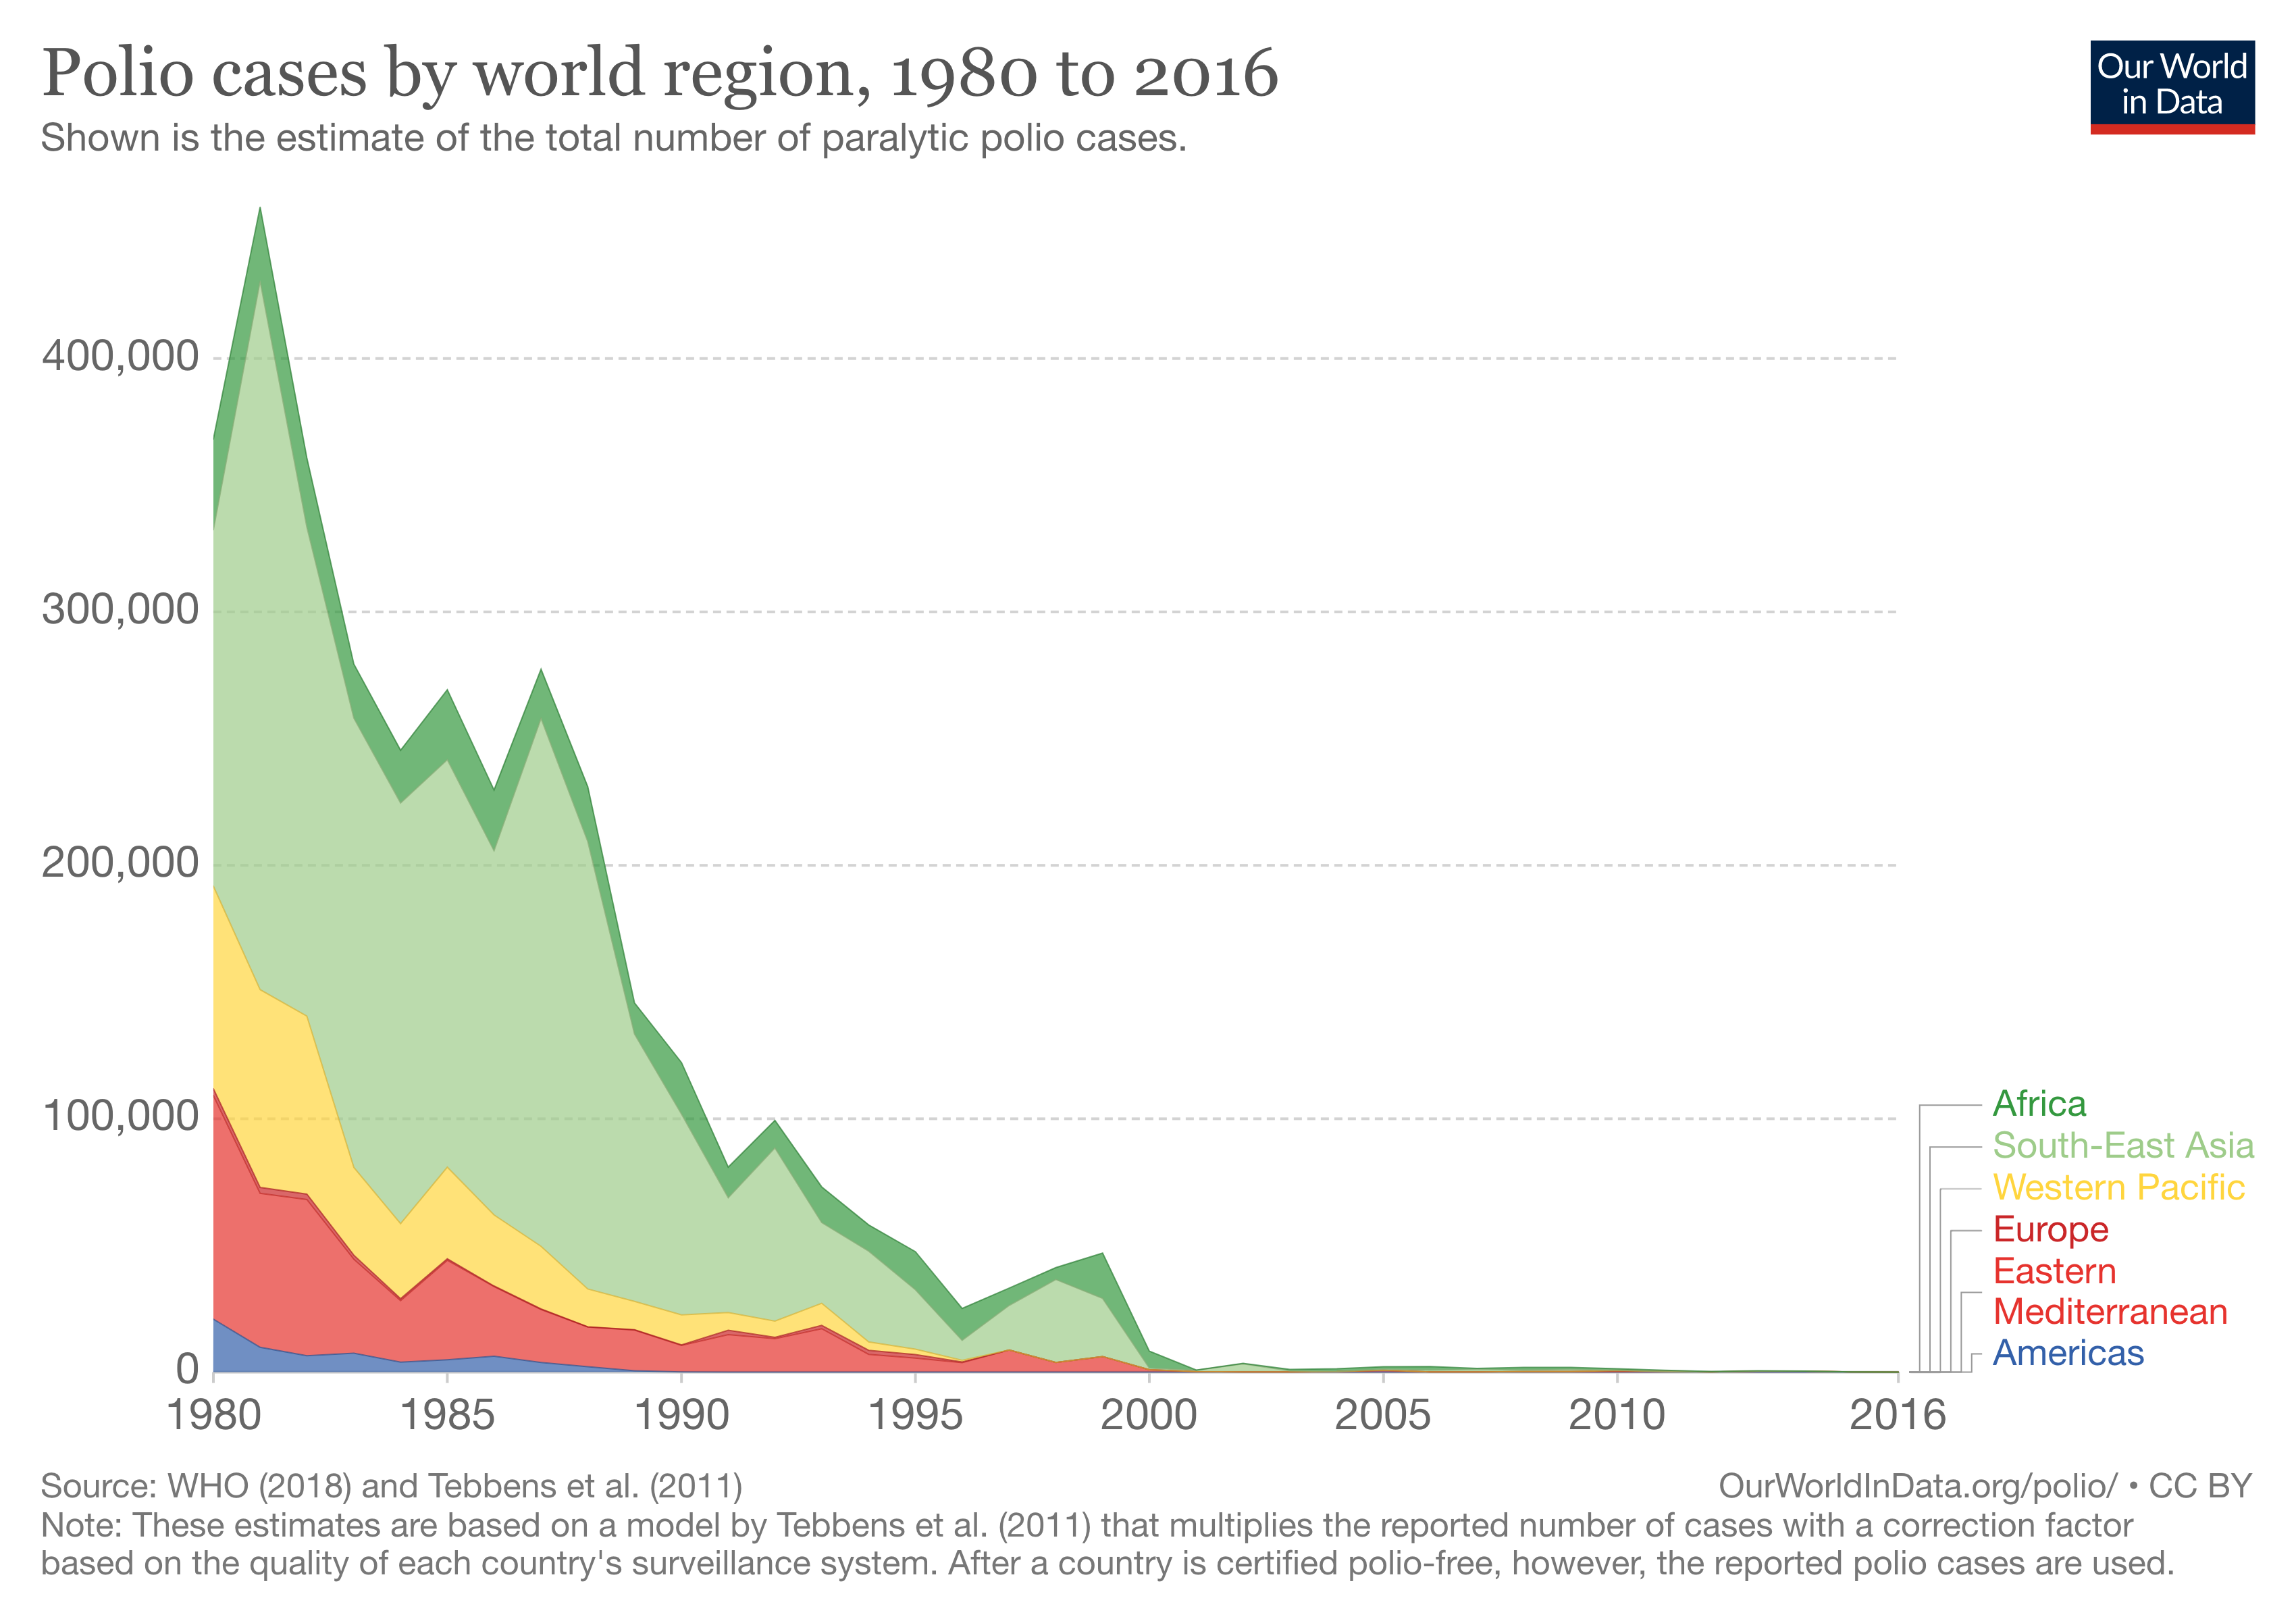 Polio cases by world region, 1980 to 2016
Shown is the estimate of the total number of paralytic polio cases.
Our World
in Data
400,000
300,000
200,000
100,000
0
1980 1985 1990 1995 2000 2005 2010 2016
Africa
South-East Asia
Western Pacific
Europe
Eastern
Mediterranean
Americas
Source: WHO (2018) and Tebbens et al. (2011)
OurWorldInData.org/polio/ • CC BY
Note: These estimates are based on a model by Tebbens et al. (2011) that multiplies the reported number of cases with a correction factor
based on the quality of each country's surveillance system. After a country is certified polio-free, however, the reported polio cases are used.